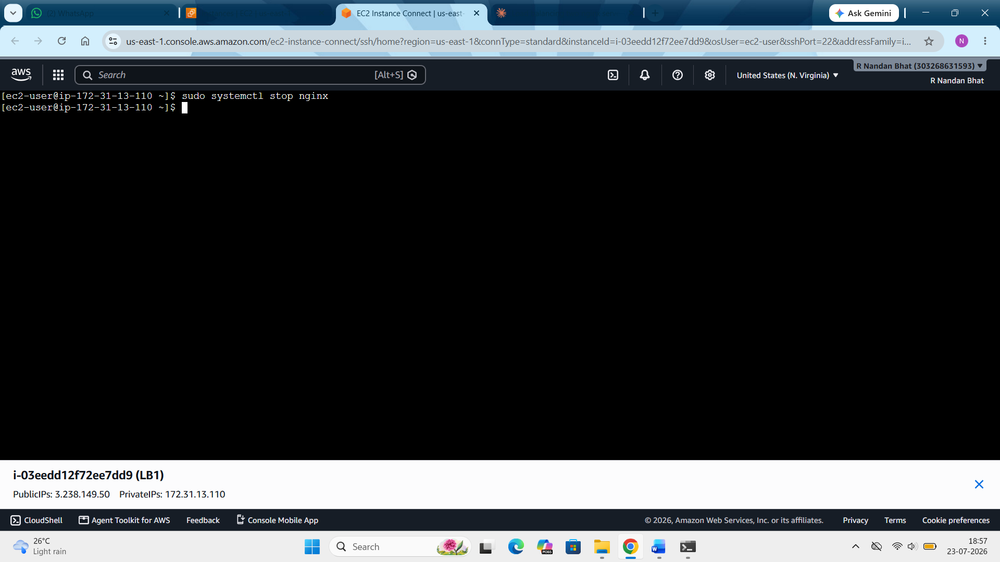 (2) WhatsApp
EC2 Instance Connect | us-east-
Ask Gemini
us-east-1.console.aws.amazon.com/ec2-instance-connect/ssh/home?region=us-east-1&connType=standard&instanceId=i-03eedd12f72ee7dd9&osUser=ec2-user&sshPort=22&addressFamily=i...
N
aws
Search
[Alt+S]
United States (N. Virginia)
R Nandan Bhat (303268631593)
R Nandan Bhat
[ec2-user@ip-172-31-13-110 ~]$ sudo systemctl stop nginx
[ec2-user@ip-172-31-13-110 ~]$
i-03eedd12f72ee7dd9 (LB1)
PublicIPs: 3.238.149.50 PrivateIPs: 172.31.13.110
CloudShell
Agent Toolkit for AWS
Feedback
Console Mobile App
© 2026, Amazon Web Services, Inc. or its affiliates.
Privacy
Terms
Cookie preferences
26°C
Light rain
Search
M365
W
18:57
23-07-2026